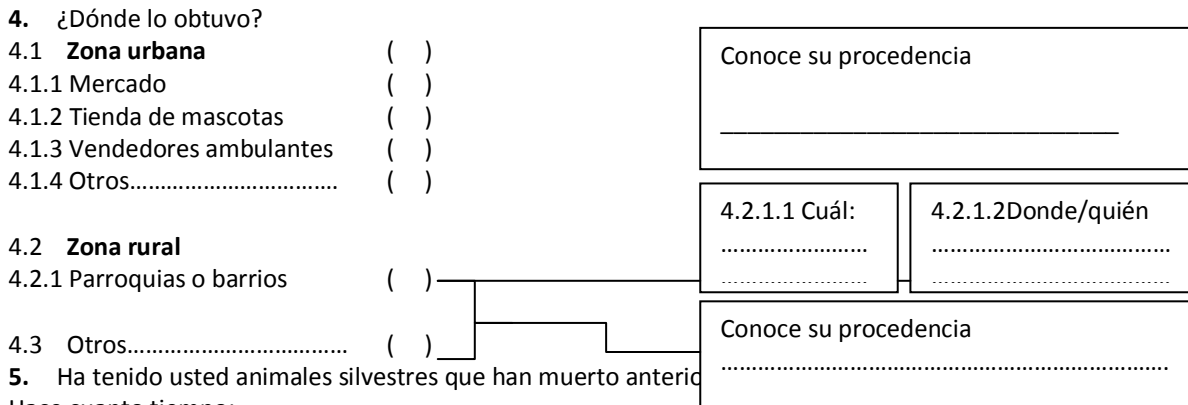 4. ¿Dónde lo obtuvo?
4.1 Zona urbana ( )
4.1.1 Mercado ( )
4.1.2 Tienda de mascotas ( )
4.1.3 Vendedores ambulantes ( )
4.1.4 Otros…………………………… ( )
Conoce su procedencia
______________________________
4.2 Zona rural
4.2.1 Parroquias o barrios ( )
4.2.1.1 Cuál:
……………………
……………………
4.2.1.2Donde/quién
…………………………………
…………………………………
4.3 Otros……………………………… ( )
Conoce su procedencia
………………………………………………………………
5. Ha tenido usted animales silvestres que han muerto